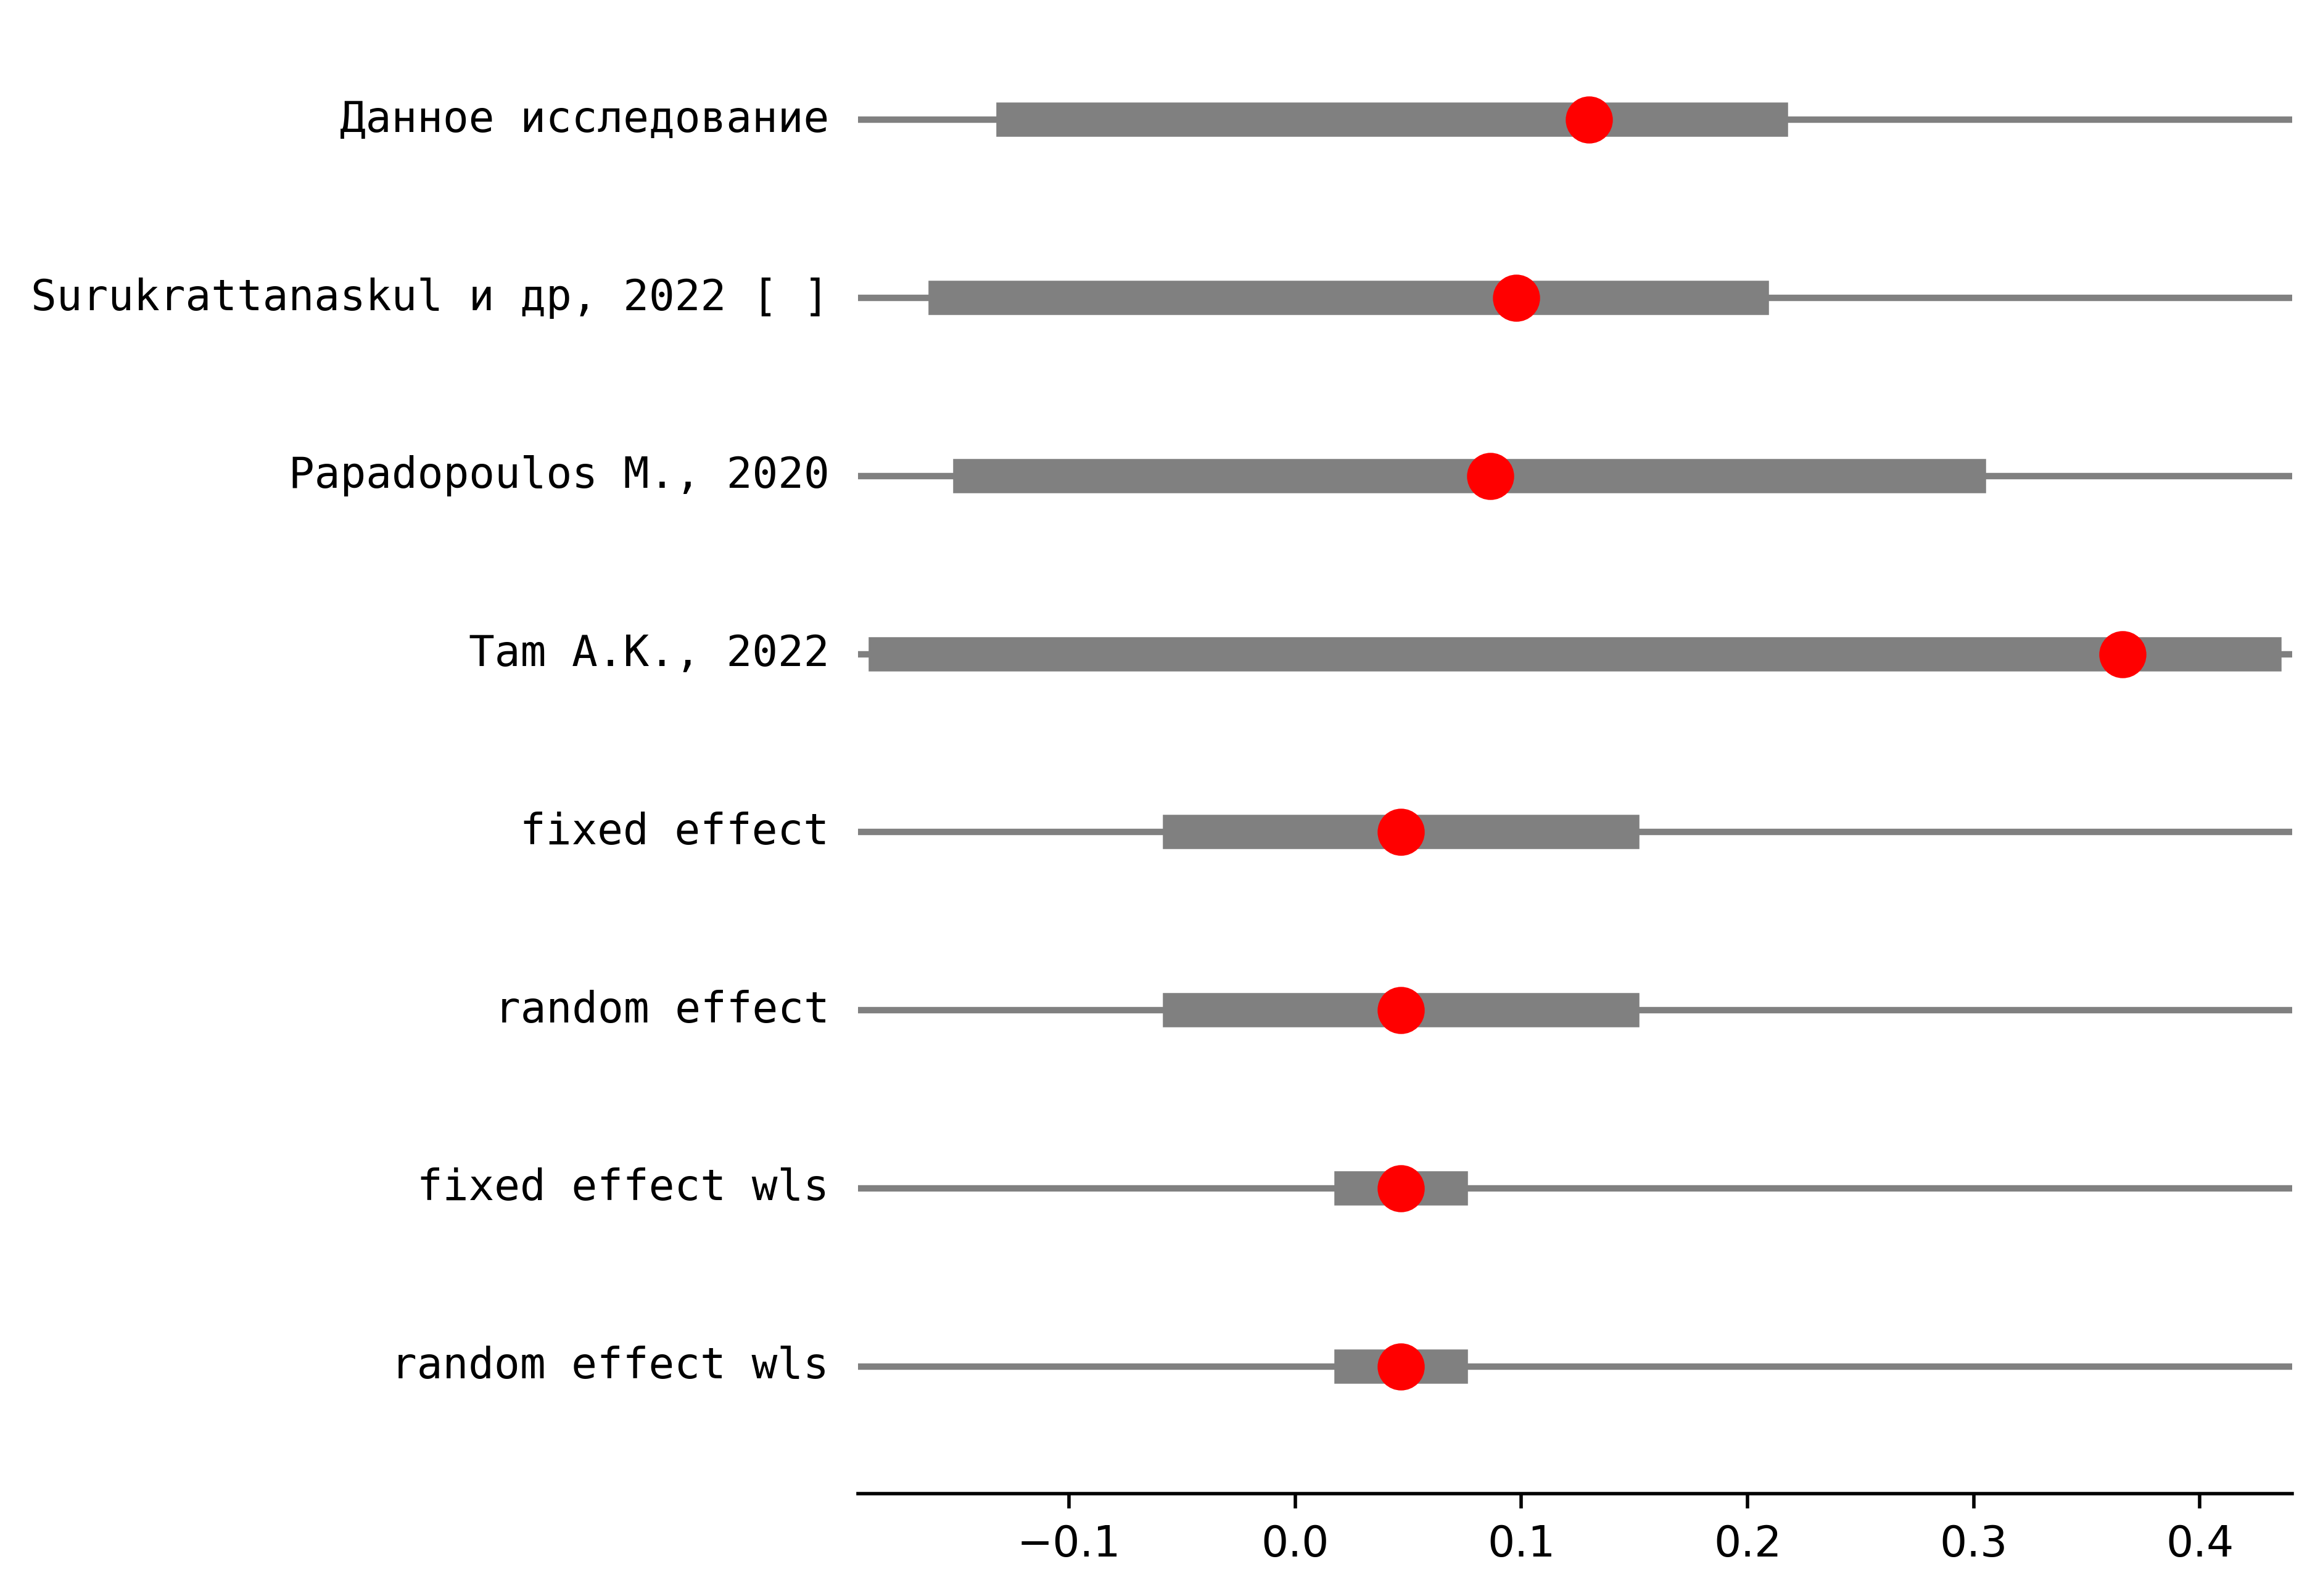 Данное исследование
Surukrattanaskul и др, 2022 [ ]
Papadopoulos M., 2020
Tam A.K., 2022
fixed effect
random effect
fixed effect wls
random effect wls
−0.1 0.0 0.1 0.2 0.3 0.4